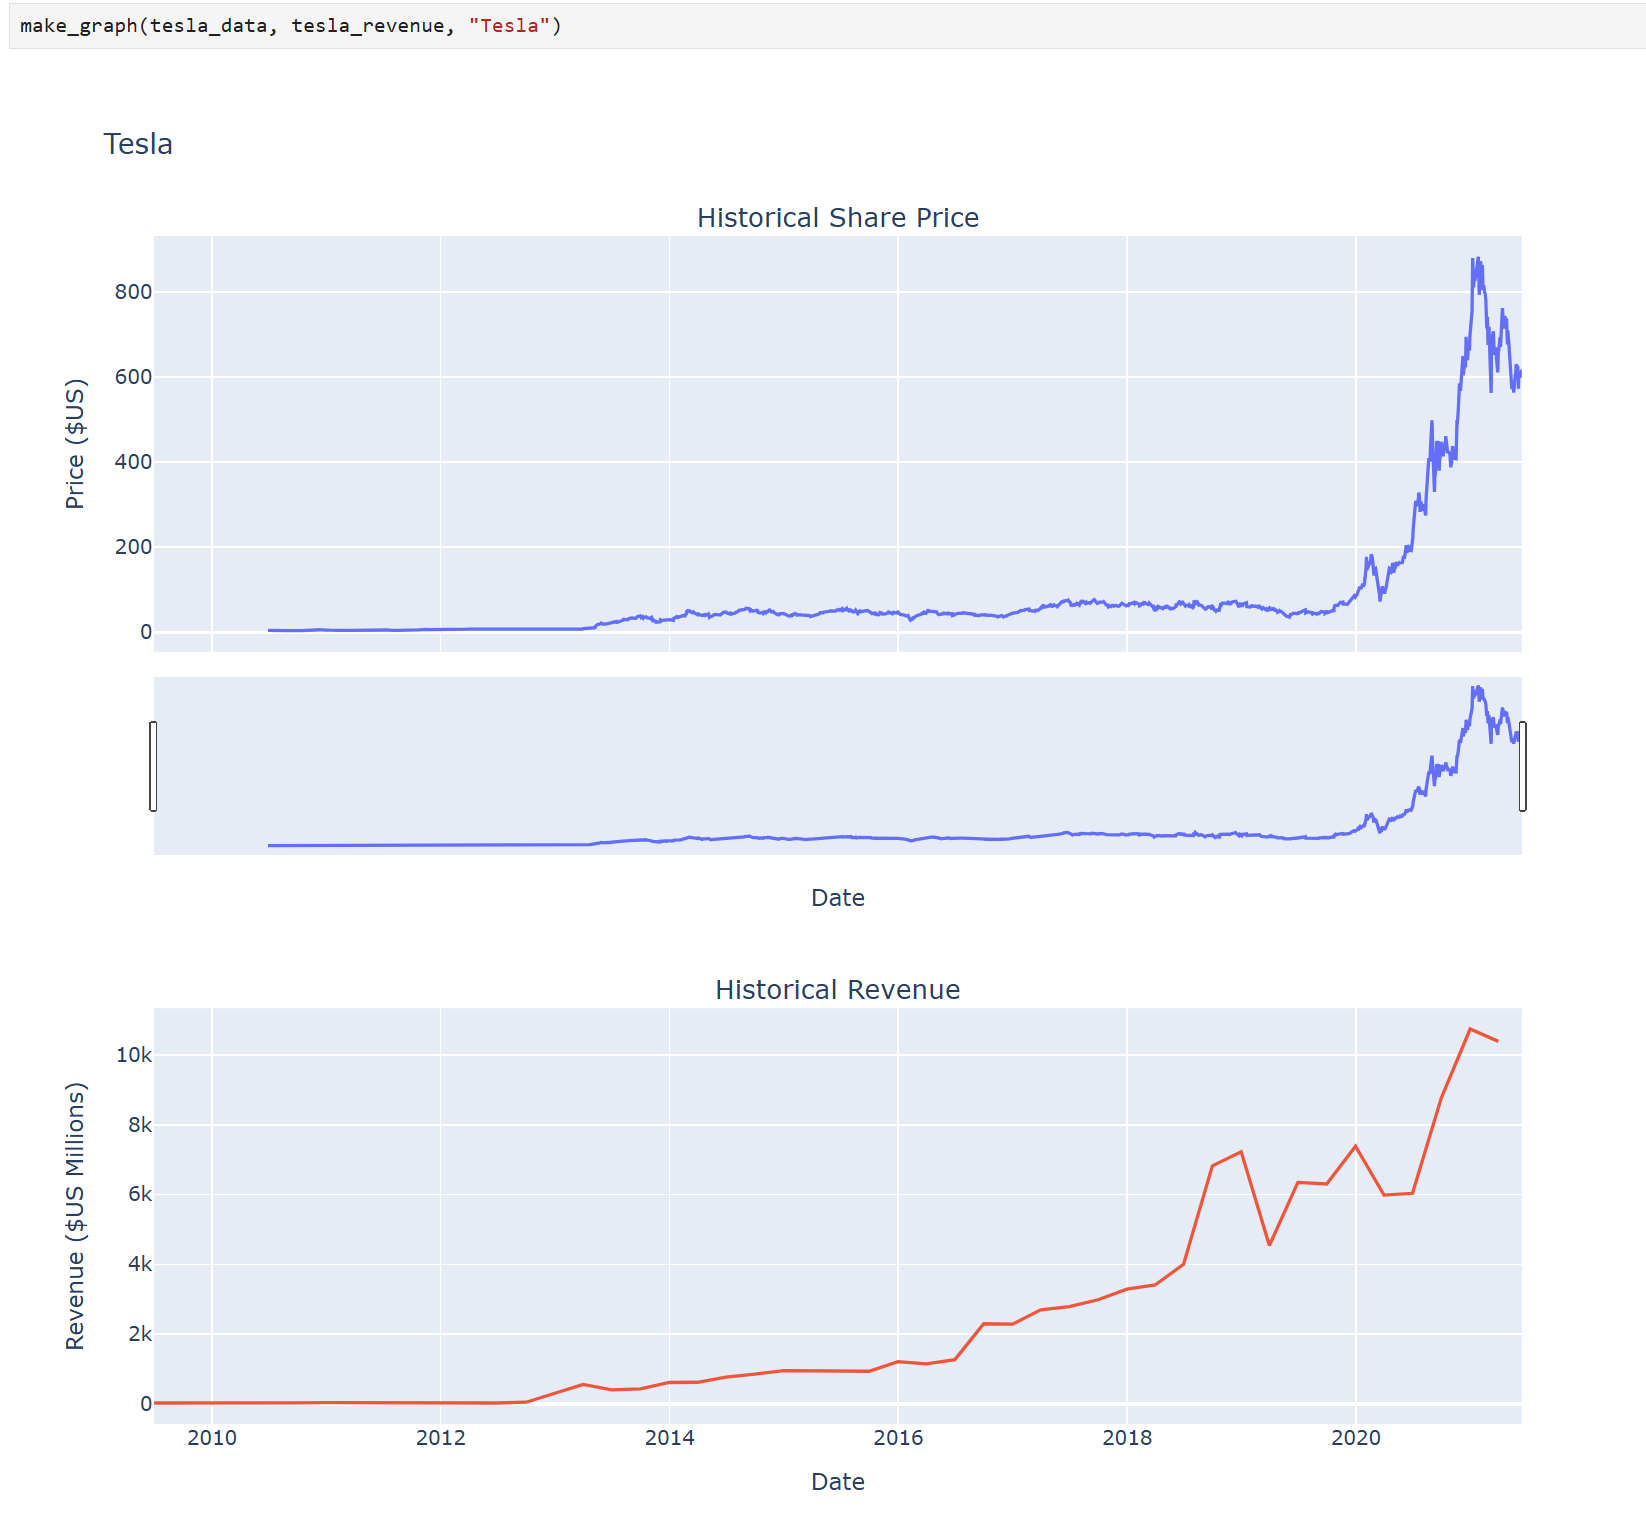 make_graph(tesla_data, tesla_revenue, "Tesla")
Tesla
Historical Share Price
800
600
400
200
0
Price ($US)
Date
Historical Revenue
10k
8k
6k
4k
2k
0
Revenue ($US Millions)
2010 2012 2014 2016 2018 2020
Date